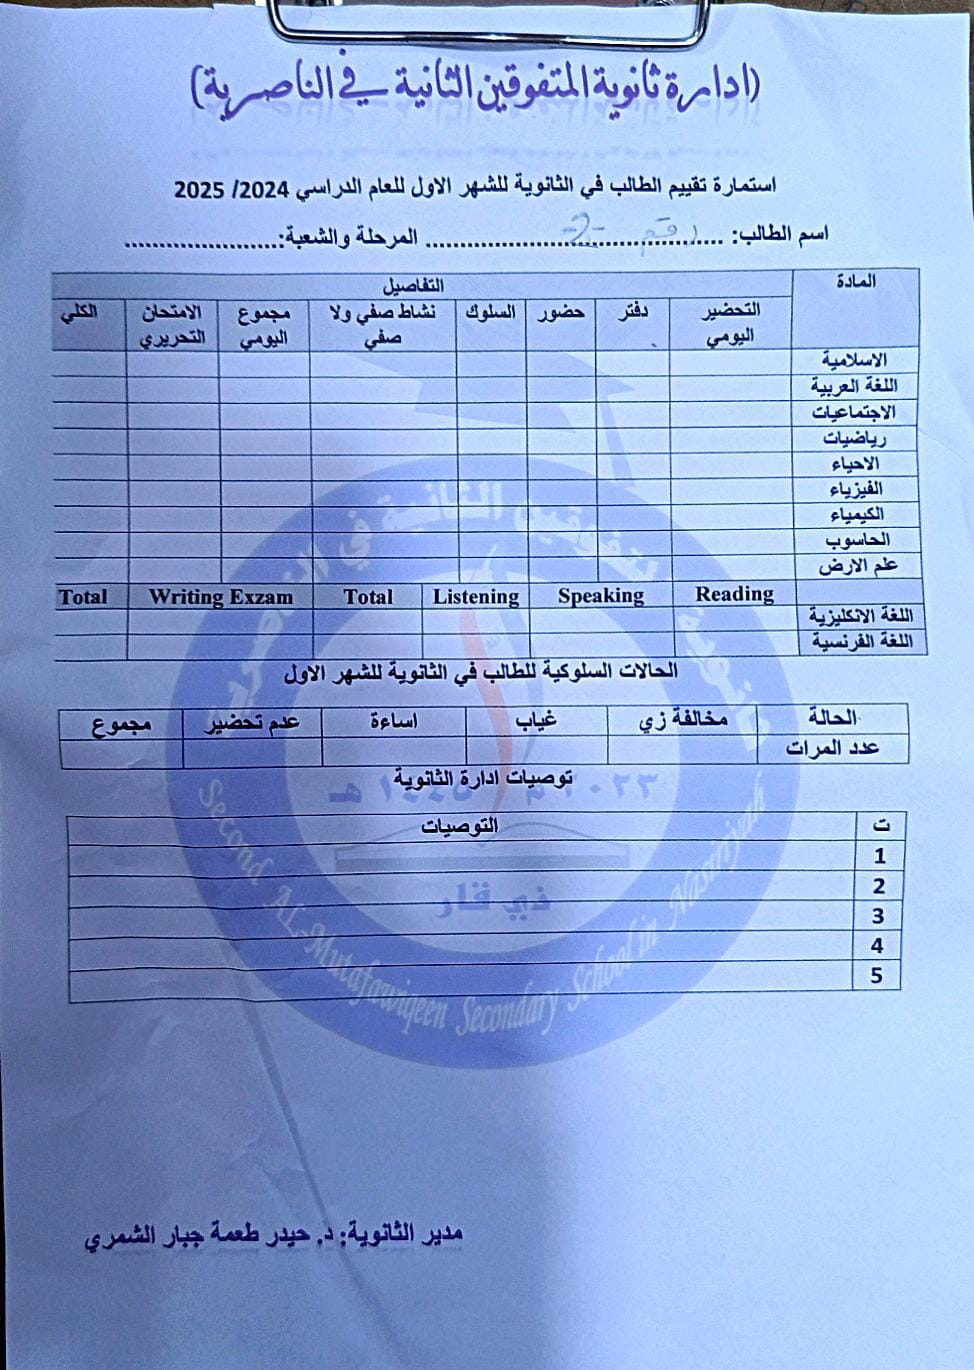 (ادارة ثانوية المتفوقين الثانية في الناصرية)
استمارة تقييم الطالب في الثانوية للشهر الاول للعام الدراسي 2024/ 2025
اسم الطالب: ........رقم -2-........ المرحلة والشعبة:......................
المادة التفاصيل
التحضير اليومي دفتر حضور السلوك نشاط صفي ولا صفي مجموع اليومي الامتحان التحريري الكلي
الاسلامية
اللغة العربية
الاجتماعيات
رياضيات
الاحياء
الفيزياء
الكيمياء
الحاسوب
علم الارض
Reading Speaking Listening Total Writing Exzam Total
اللغة الانكليزية
اللغة الفرنسية
الحالات السلوكية للطالب في الثانوية للشهر الاول
الحالة مخالفة زي غياب اساءة عدم تحضير مجموع
عدد المرات
توصيات ادارة الثانوية
ت التوصيات
1
2
3
4
5
مدير الثانوية: د. حيدر طعمة جبار الشمري
ثانوية المتفوقين الثانية في الناصرية
٢٠٢٣ م ١٤٤٥ هـ
ذي قار
Second AL-Mutafawiqeen Secondary School in Nasiriyah